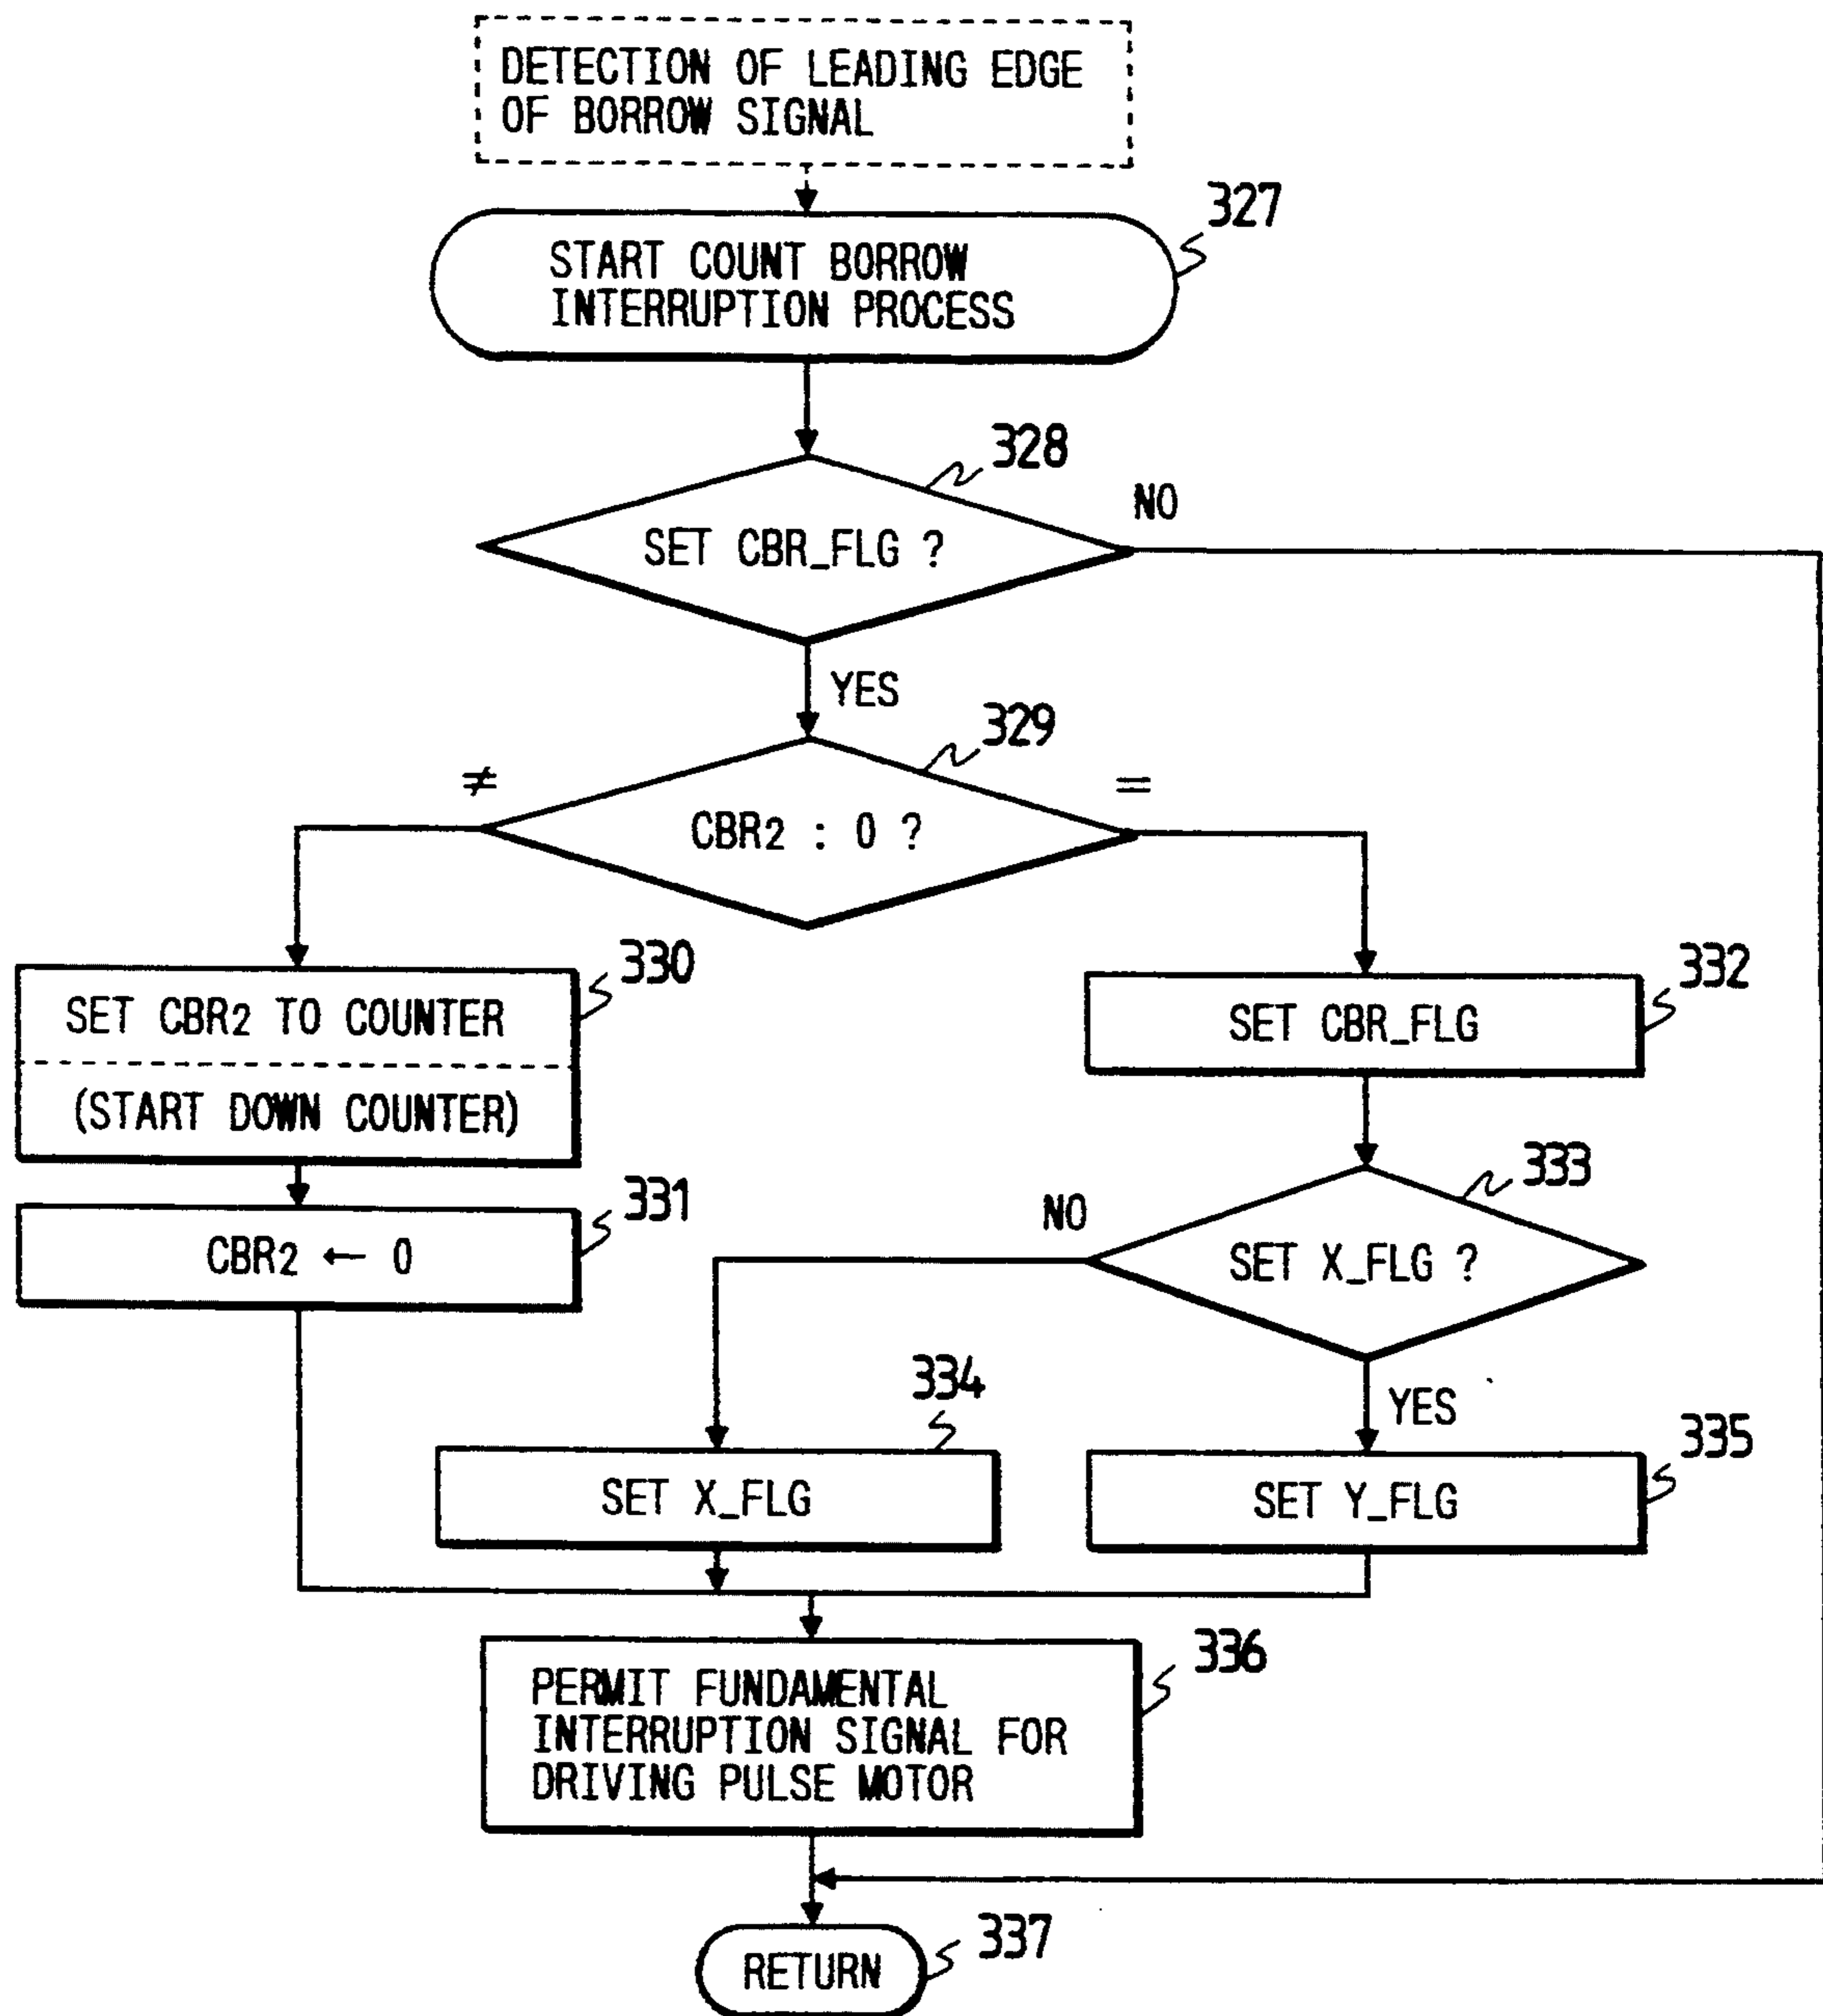 DETECTION OF LEADING EDGE
OF BORROW SIGNAL
327
START COUNT BORROW
INTERRUPTION PROCESS
328
NO
SET CBR_FLG ?
YES
329
≠
=
CBR2 : 0 ?
330
SET CBR2 TO COUNTER
(START DOWN COUNTER)
332
SET CBR_FLG
331
CBR2 ← 0
333
NO
SET X_FLG ?
334
YES
335
SET X_FLG
SET Y_FLG
336
PERMIT FUNDAMENTAL
INTERRUPTION SIGNAL FOR
DRIVING PULSE MOTOR
337
RETURN